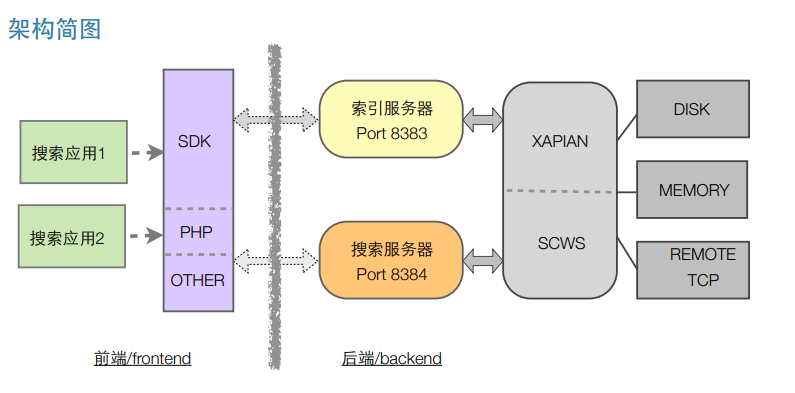 架构简图
搜索应用1
搜索应用2
SDK
PHP
OTHER
索引服务器
Port 8383
搜索服务器
Port 8384
XAPIAN
SCWS
DISK
MEMORY
REMOTE
TCP
前端/frontend
后端/backend